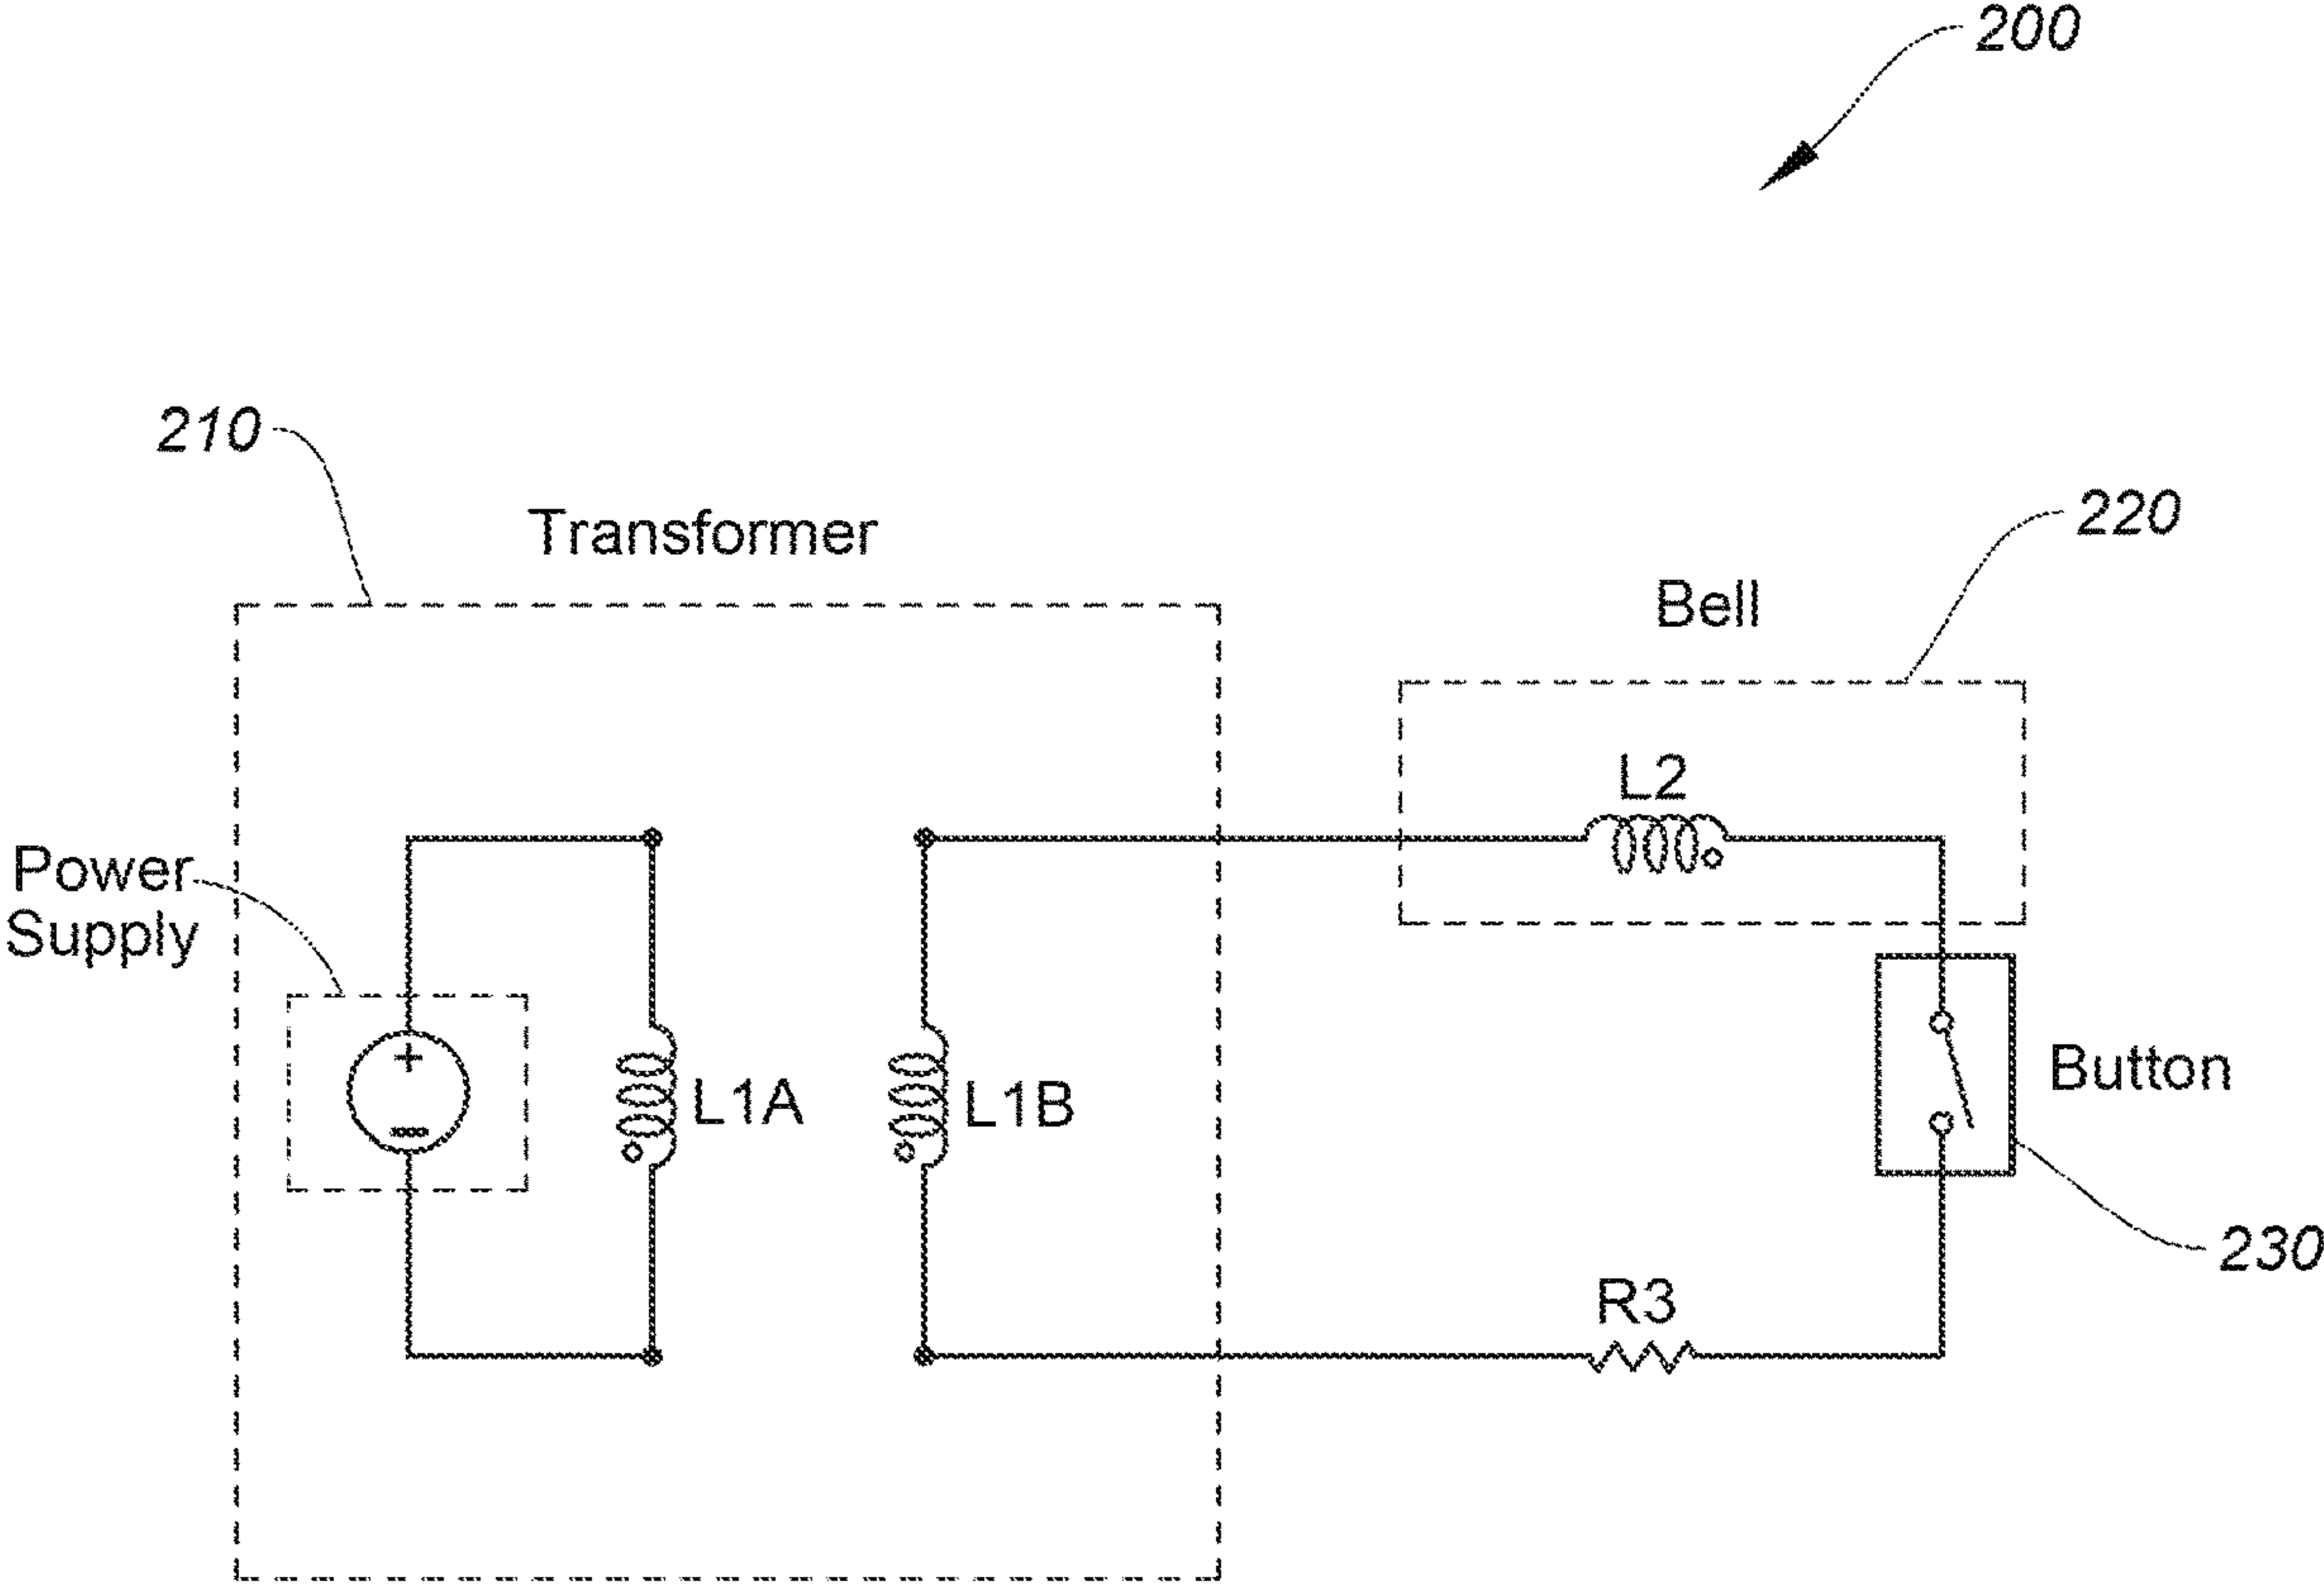 200
210
Transformer
220
Bell
L2
Power
Supply
+
L1A
L1B
Button
230
R3